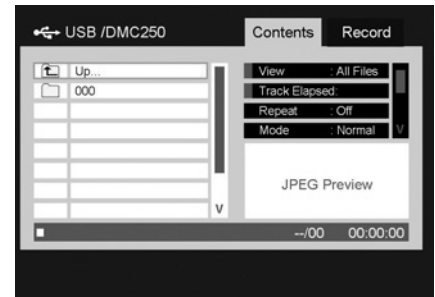 USB /DMC250
Contents
Record
Up...
000
View : All Files
Track Elapsed:
Repeat : Off
Mode : Normal
V
V
JPEG Preview
--/00 00:00:00